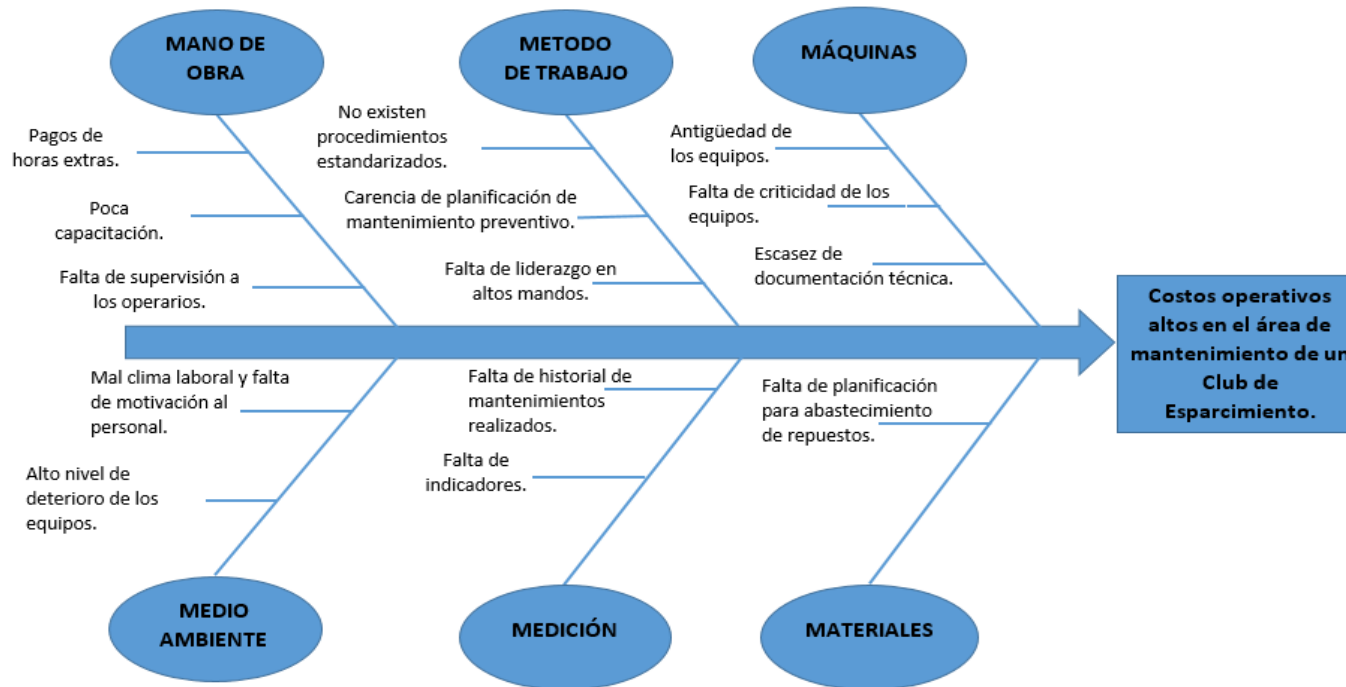 MANO DE
OBRA
METODO
DE TRABAJO
MÁQUINAS
Pagos de
horas extras.
Poca
capacitación.
Falta de supervisión a
los operarios.
No existen
procedimientos
estandarizados.
Carencia de planificación de
mantenimiento preventivo.
Falta de liderazgo en
altos mandos.
Antigüedad de
los equipos.
Falta de criticidad de los
equipos.
Escasez de
documentación técnica.
Costos operativos
altos en el área de
mantenimiento de un
Club de
Esparcimiento.
Mal clima laboral y falta
de motivación al
personal.
Alto nivel de
deterioro de los
equipos.
Falta de historial de
mantenimientos
realizados.
Falta de
indicadores.
Falta de planificación
para abastecimiento
de repuestos.
MEDIO
AMBIENTE
MEDICIÓN
MATERIALES